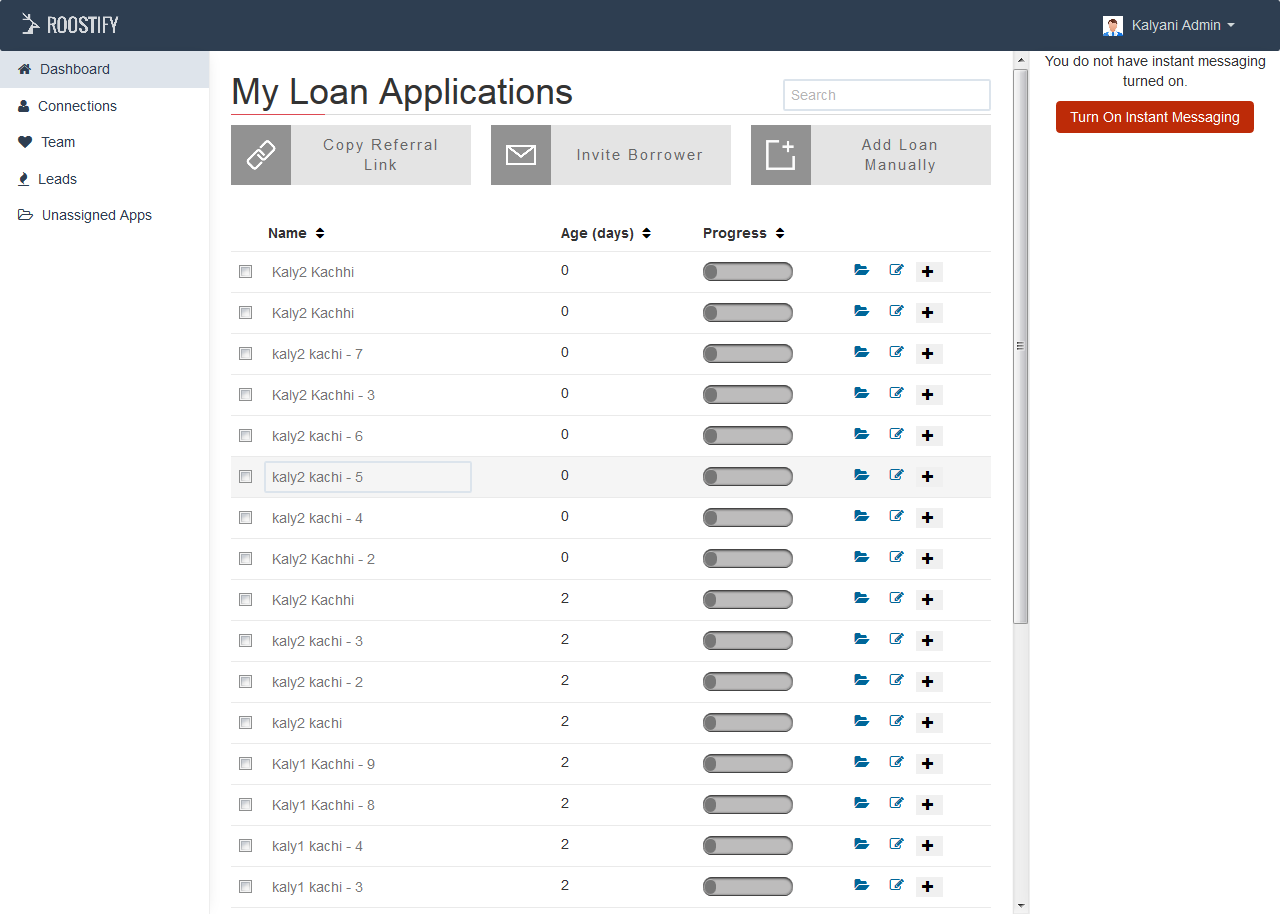 ROOSTIFY
Kalyani Admin
Dashboard
Connections
Team
Leads
Unassigned Apps
My Loan Applications
Search
Copy Referral
Link
Invite Borrower
Add Loan
Manually
Name Age (days) Progress
Kaly2 Kachhi 0
Kaly2 Kachhi 0
kaly2 kachi - 7 0
Kaly2 Kachhi - 3 0
kaly2 kachi - 6 0
kaly2 kachi - 5 0
kaly2 kachi - 4 0
Kaly2 Kachhi - 2 0
Kaly2 Kachhi 2
kaly2 kachi - 3 2
kaly2 kachi - 2 2
kaly2 kachi 2
Kaly1 Kachhi - 9 2
Kaly1 Kachhi - 8 2
kaly1 kachi - 4 2
kaly1 kachi - 3 2
You do not have instant messaging
turned on.
Turn On Instant Messaging